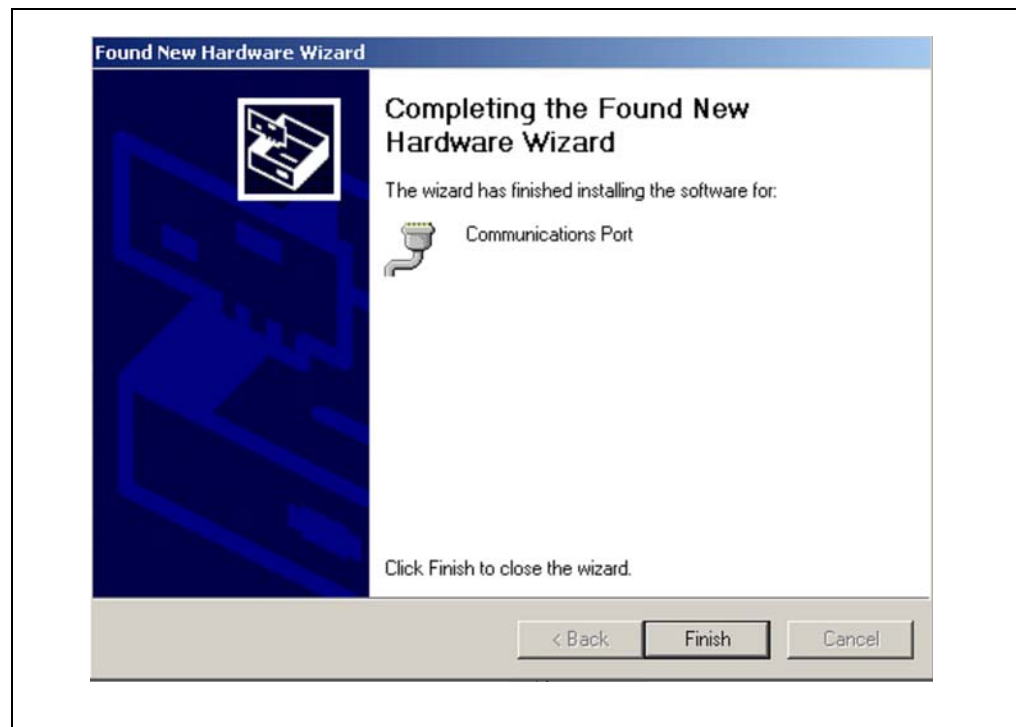 Found New Hardware Wizard
Completing the Found New
Hardware Wizard
The wizard has finished installing the software for:
Communications Port
Click Finish to close the wizard.
< Back
Finish
Cancel